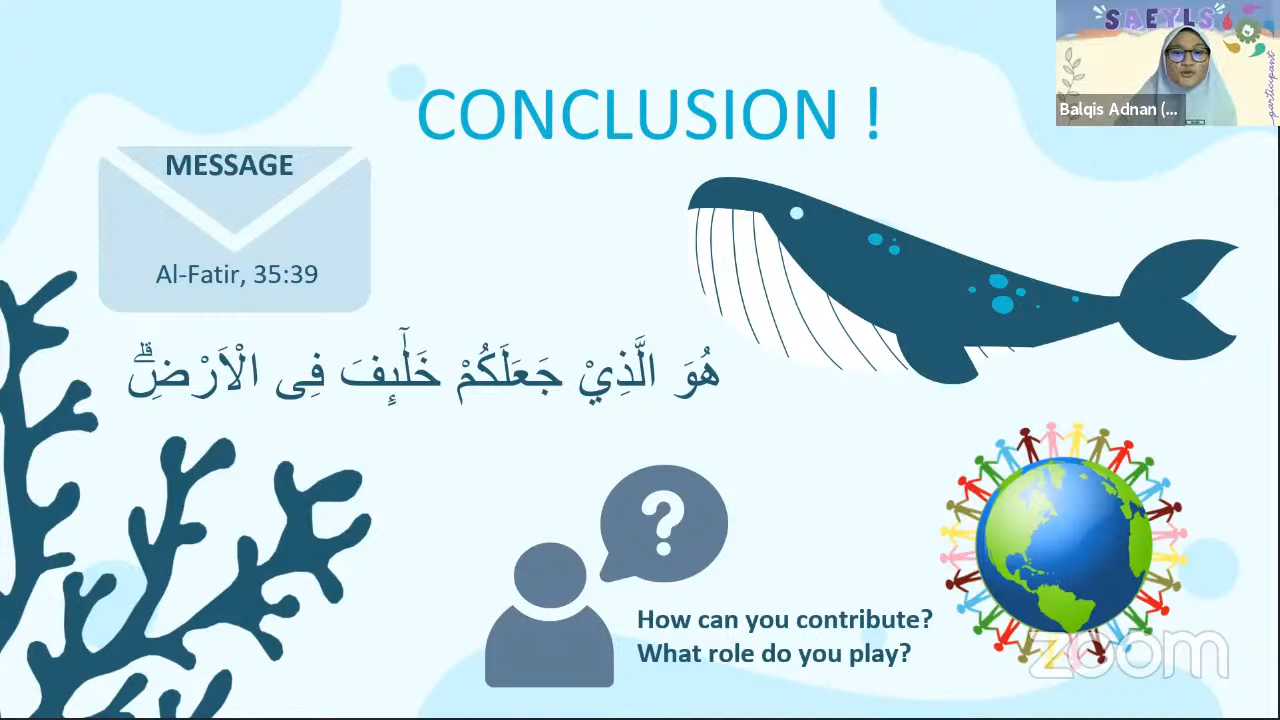 SAEYLS
participant
Balqis Adnan (...
CONCLUSION !
MESSAGE
Al-Fatir, 35:39
هُوَ الَّذِيْ جَعَلَكُمْ خَلٰۤىِٕفَ فِى الْاَرْضِۗ
?
How can you contribute?
What role do you play?
zoom